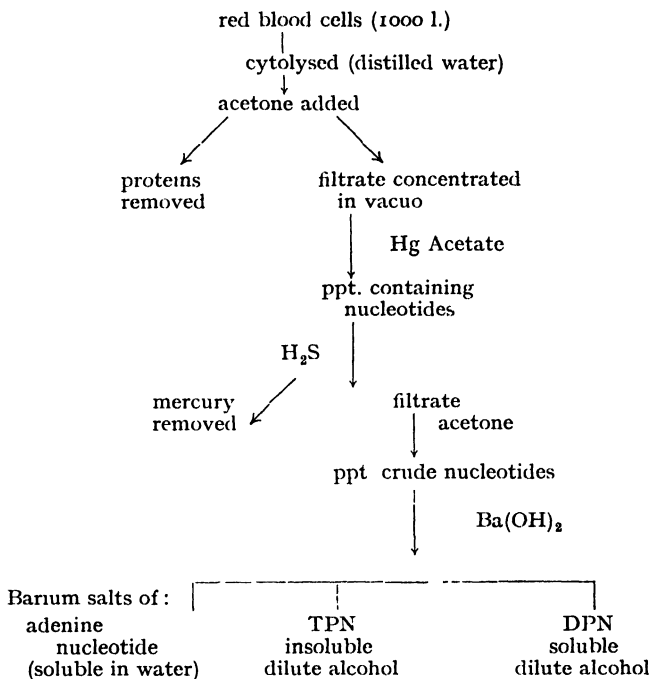 red blood cells (1000 l.)
cytolysed (distilled water)
acetone added
proteins
removed
filtrate concentrated
in vacuo
Hg Acetate
ppt. containing
nucleotides
H₂S
mercury
removed
filtrate
acetone
ppt crude nucleotides
Ba(OH)₂
Barium salts of :
adenine
nucleotide
(soluble in water)
TPN
insoluble
dilute alcohol
DPN
soluble
dilute alcohol